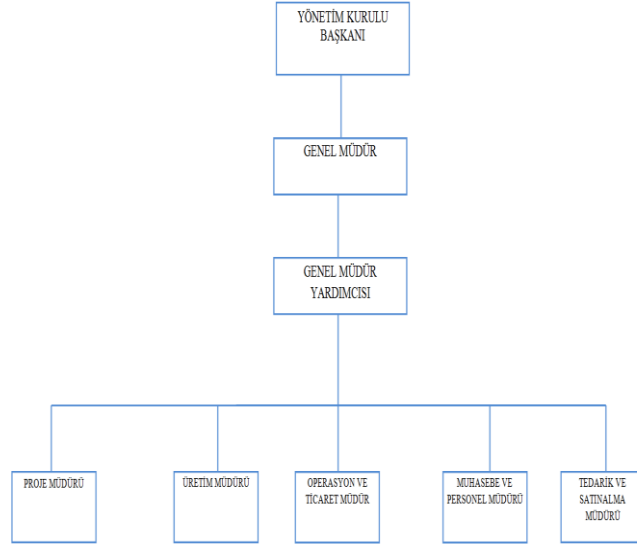 YÖNETİM KURULU
BAŞKANI
GENEL MÜDÜR
GENEL MÜDÜR
YARDIMCISI
PROJE MÜDÜRÜ
ÜRETİM MÜDÜRÜ
OPERASYON VE
TİCARET MÜDÜR
MUHASEBE VE
PERSONEL MÜDÜRÜ
TEDARİK VE
SATINALMA
MÜDÜRÜ